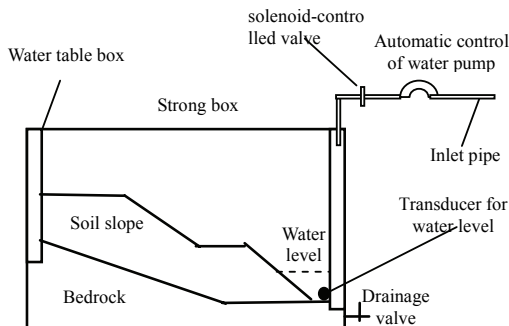 solenoid-contro
lled valve
Automatic control
of water pump
Water table box
Strong box
Inlet pipe
Transducer for
water level
Soil slope
Water
level
Bedrock
Drainage
valve